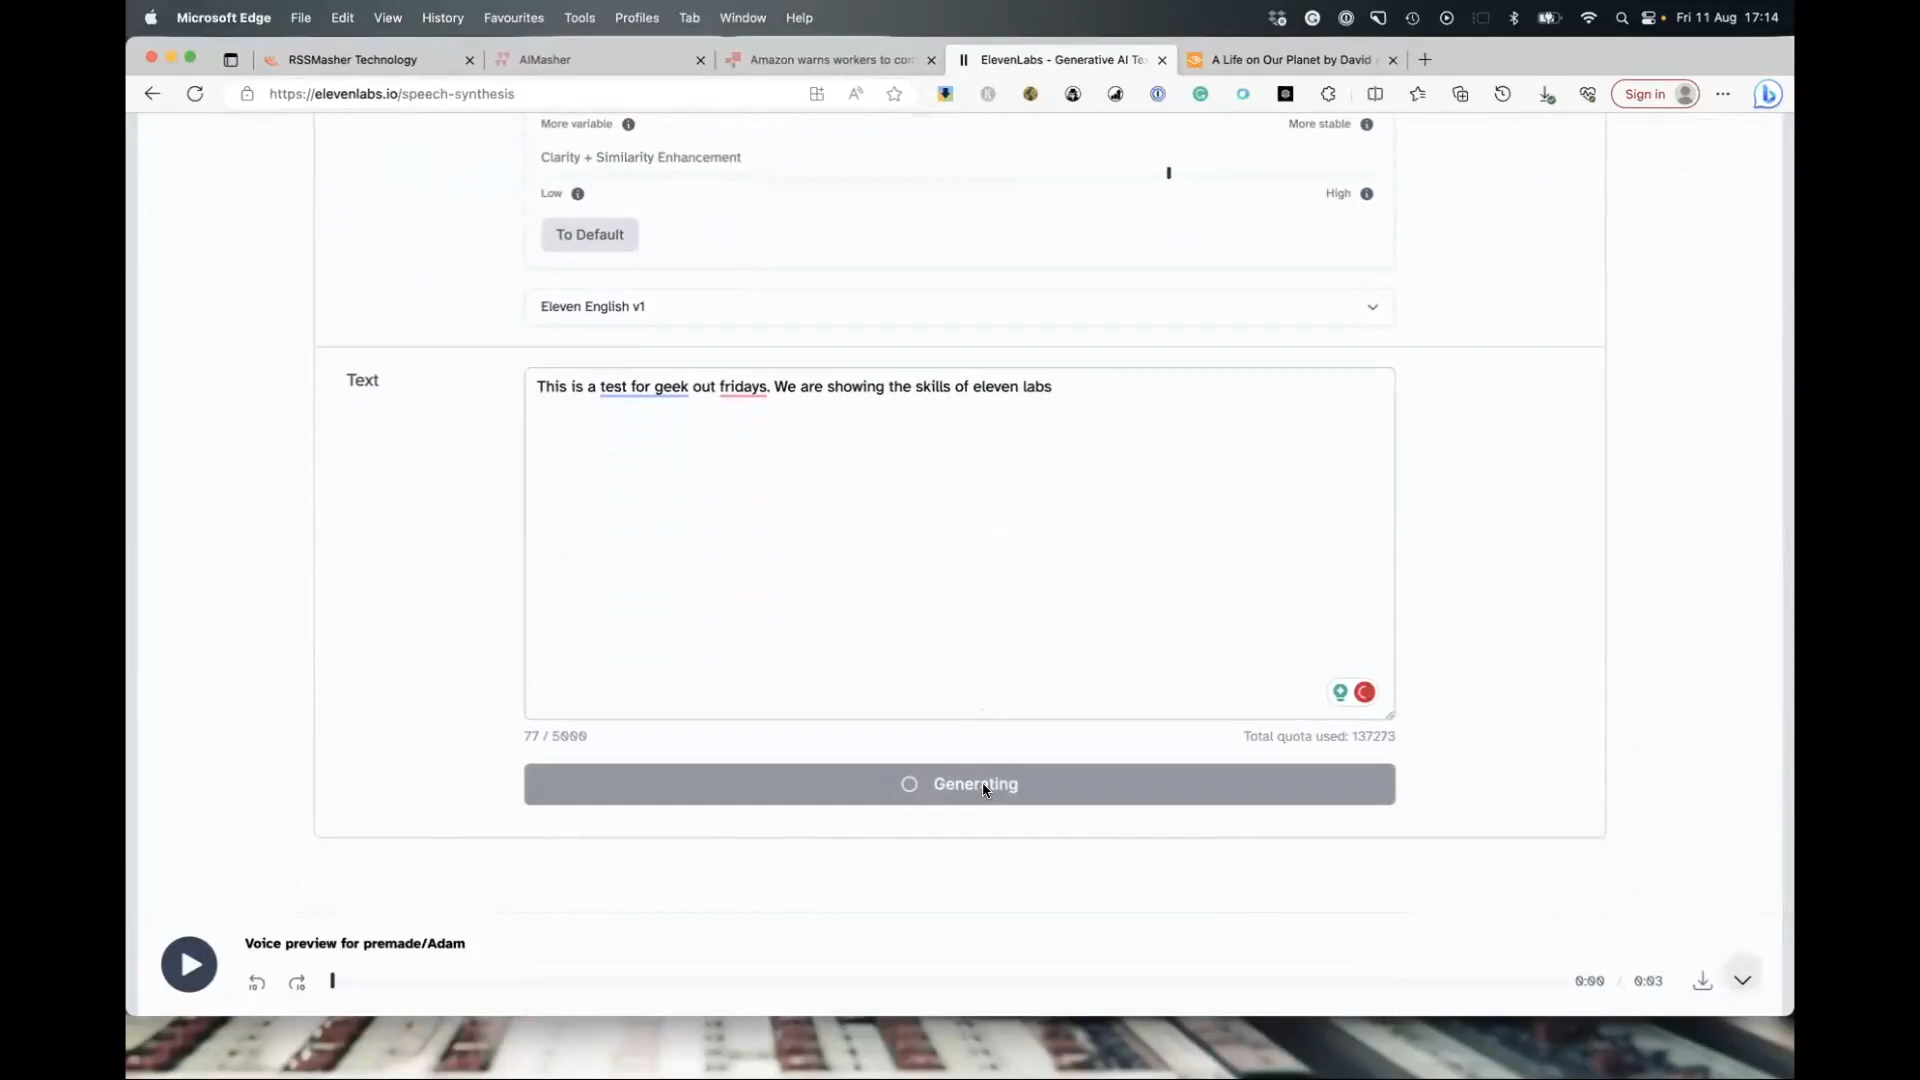 Microsoft Edge File Edit View History Favourites Tools Profiles Tab Window Help Fri 11 Aug 17:14
RSSMasher Technology AIMasher Amazon warns workers to con ElevenLabs - Generative AI Te A Life on Our Planet by David
https://elevenlabs.io/speech-synthesis Sign in
More variable More stable
Clarity + Similarity Enhancement
Low High
To Default
Eleven English v1
Text
This is a test for geek out fridays. We are showing the skills of eleven labs
77 / 5000 Total quota used: 137273
Generating
Voice preview for premade/Adam
10 10 0:00 / 0:03